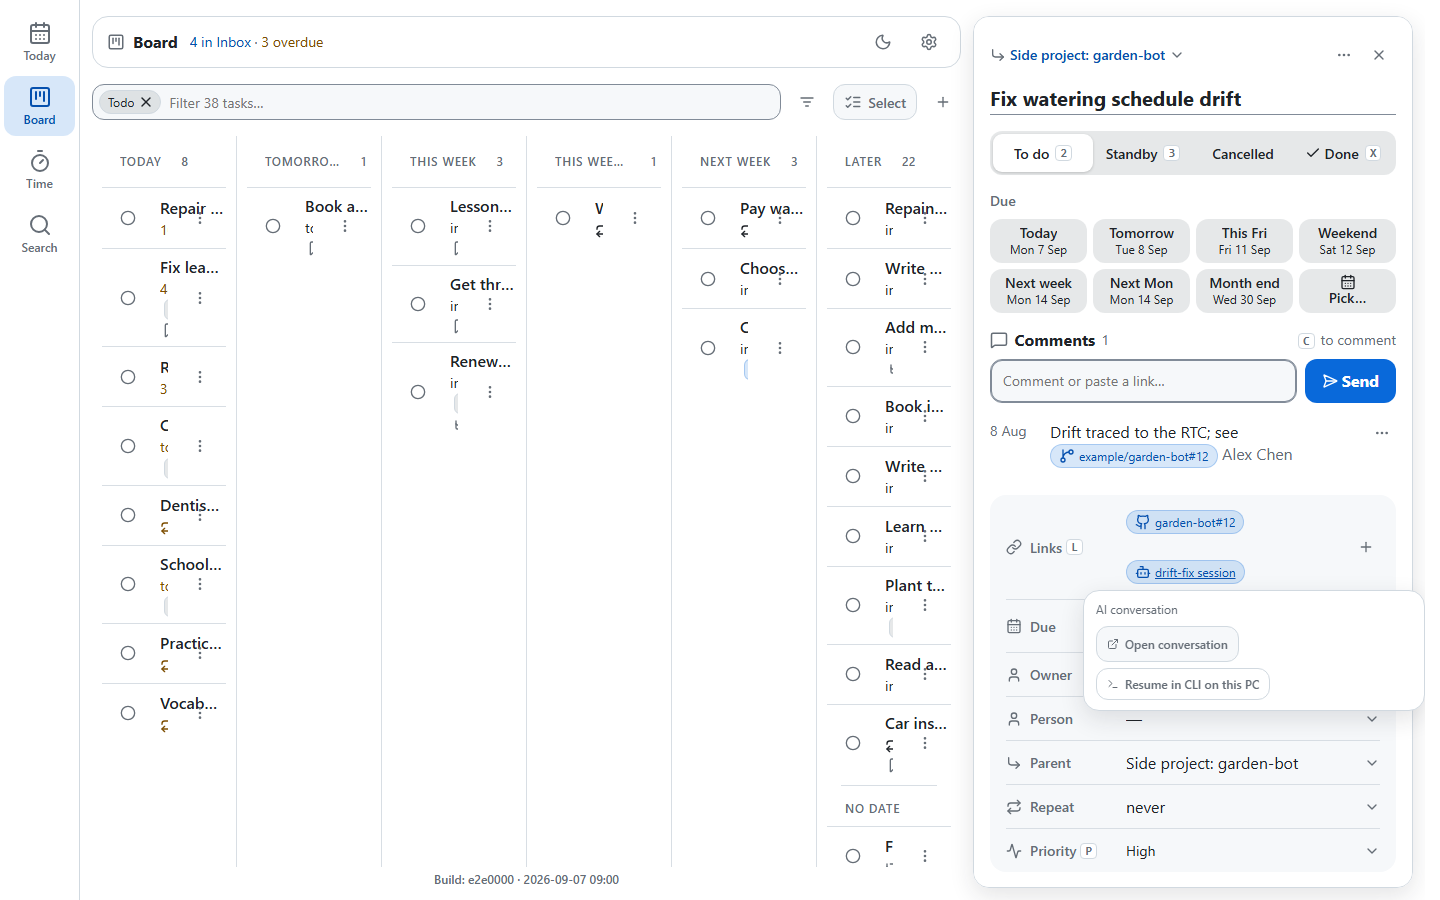 Today
Board
Time
Search
Board 4 in Inbox · 3 overdue
Todo Filter 38 tasks...
Select
TODAY 8
Repair ...
1
Fix lea...
4
R
3
C
Dentis...
School...
Practic...
Vocab...
TOMORRO... 1
Book a...
THIS WEEK 3
Lesson...
Get thr...
Renew...
THIS WEE... 1
NEXT WEEK 3
Pay wa...
Choos...
C
LATER 22
Repain...
Write ...
Add m...
Book i...
Write ...
Learn ...
Plant t...
Read a...
Car ins...
NO DATE
F
Build: e2e0000 · 2026-09-07 09:00
Side project: garden-bot
Fix watering schedule drift
To do 2 Standby 3 Cancelled Done X
Due
Today
Mon 7 Sep
Tomorrow
Tue 8 Sep
This Fri
Fri 11 Sep
Weekend
Sat 12 Sep
Next week
Mon 14 Sep
Next Mon
Mon 14 Sep
Month end
Wed 30 Sep
Pick...
Comments 1 C to comment
Comment or paste a link...
Send
8 Aug Drift traced to the RTC; see
example/garden-bot#12 Alex Chen
Links L
garden-bot#12
drift-fix session
AI conversation
Open conversation
Resume in CLI on this PC
Due
Owner
Person —
Parent Side project: garden-bot
Repeat never
Priority P High